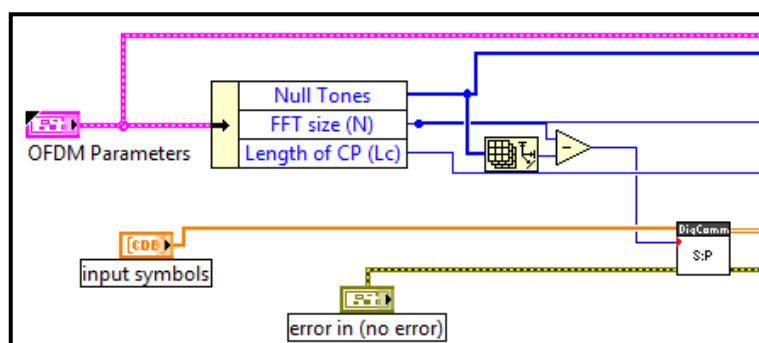 Null Tones
FFT size (N)
Length of CP (Lc)
OFDM Parameters
DigComm
S:P
[CDB]
input symbols
error in (no error)